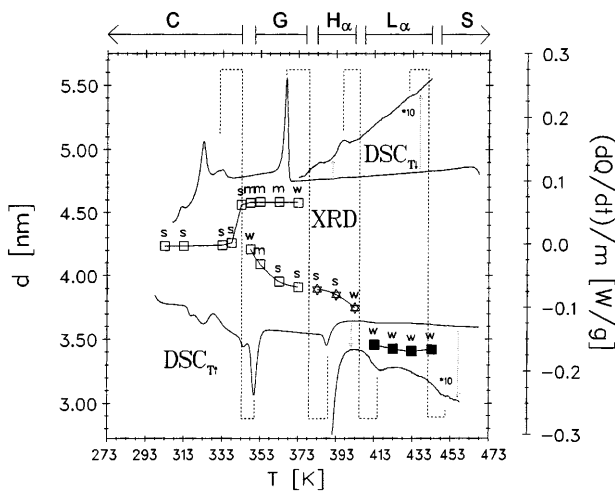 C G Hα Lα S
5.50
5.00
4.50
4.00
3.50
3.00
d [nm]
0.3
0.2
0.1
0.0
-0.1
-0.2
-0.3
(dQ/dt)/m [W/g]
*10
DSC T↓
s m m m w
XRD
s s s s
w
m
s s
s s w
w w w w
DSC T↑
*10
273 293 313 333 353 373 393 413 433 453 473
T [K]